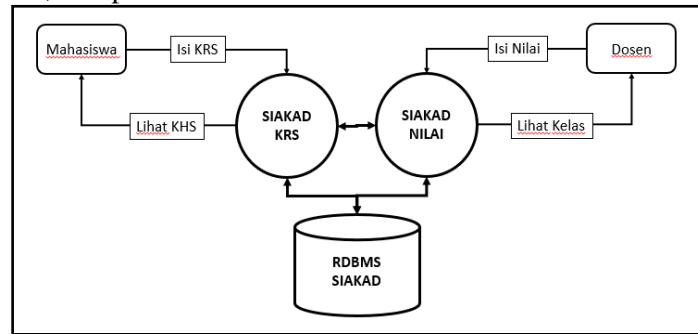 Mahasiswa
Isi KRS
Isi Nilai
Dosen
SIAKAD
KRS
SIAKAD
NILAI
Lihat KHS
Lihat Kelas
RDBMS
SIAKAD